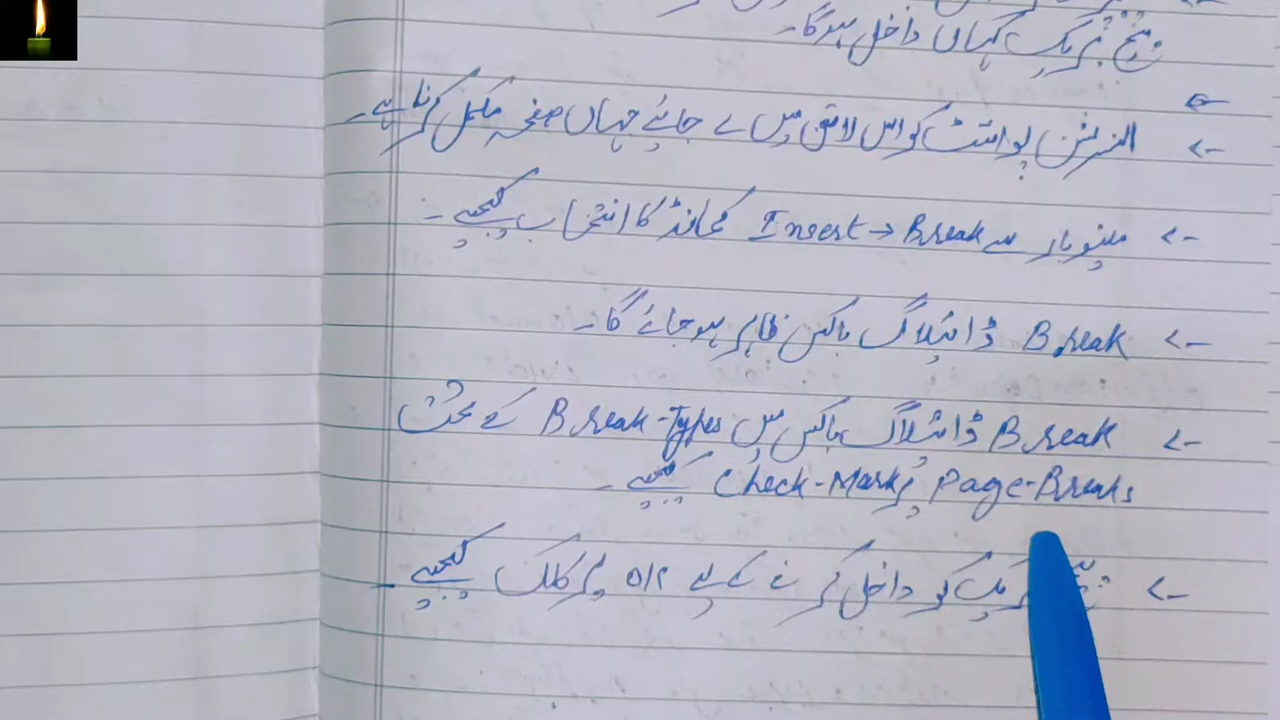 پیج بریک کہاں داخل ہوگا۔
انسرشن پوائنٹ کو اس لائن میں لے جائیے جہاں صفحہ مکمل کرنا ہے۔
مینو بار سے Insert → Break کمانڈ کا انتخاب کیجیے۔
Break ڈائیلاگ باکس ظاہر ہو جائے گا۔
Break ڈائیلاگ باکس میں Break-Types کے تحت
Page-Breaks پر Check-Mark کیجیے۔
پیج بریک کو داخل کرنے کے لیے OK پر کلک کیجیے۔